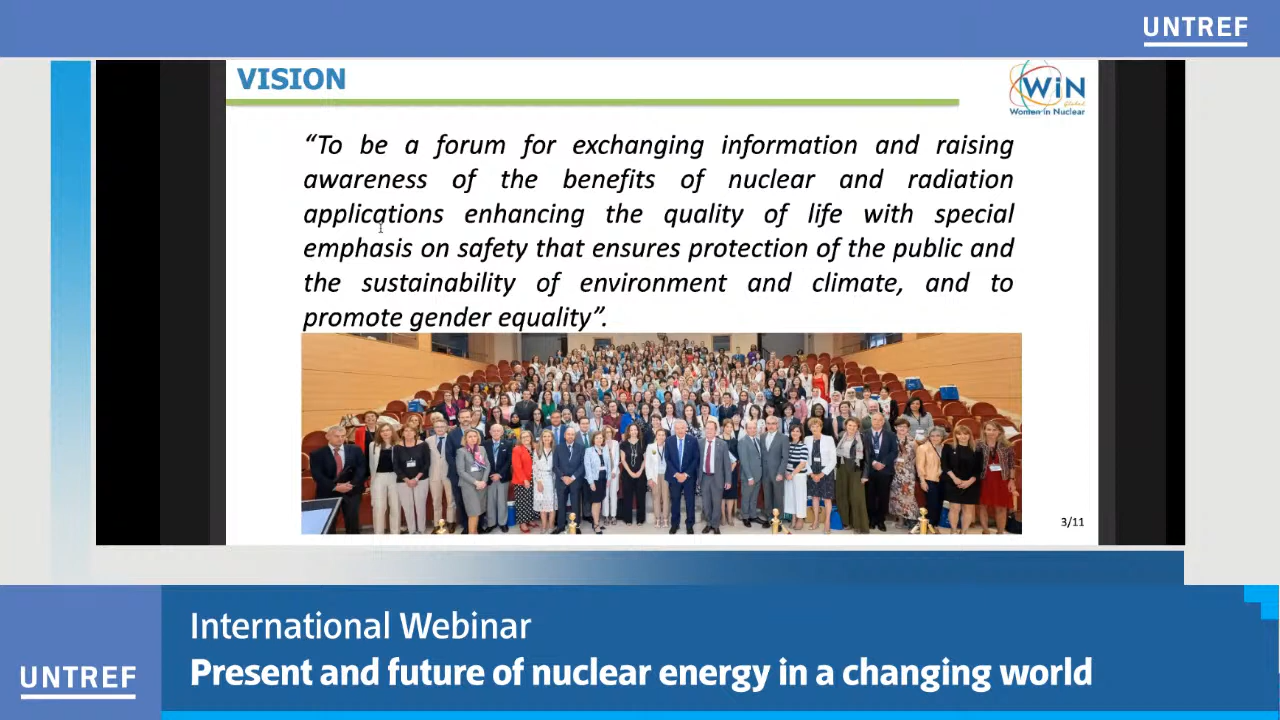 UNTREF
VISION
WiN
Global
Women in Nuclear
“To be a forum for exchanging information and raising
awareness of the benefits of nuclear and radiation
applications enhancing the quality of life with special
emphasis on safety that ensures protection of the public and
the sustainability of environment and climate, and to
promote gender equality”.
3/11
International Webinar
UNTREF
Present and future of nuclear energy in a changing world